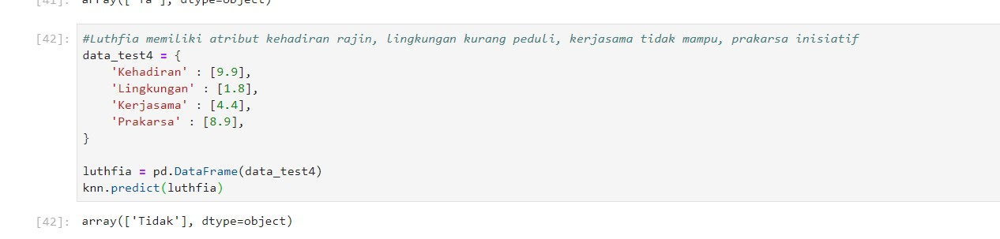 [41]: array(['Ya'], dtype=object)
[42]: #Luthfia memiliki atribut kehadiran rajin, lingkungan kurang peduli, kerjasama tidak mampu, prakarsa inisiatif
data_test4 = {
'Kehadiran' : [9.9],
'Lingkungan' : [1.8],
'Kerjasama' : [4.4],
'Prakarsa' : [8.9],
}
luthfia = pd.DataFrame(data_test4)
knn.predict(luthfia)
[42]: array(['Tidak'], dtype=object)